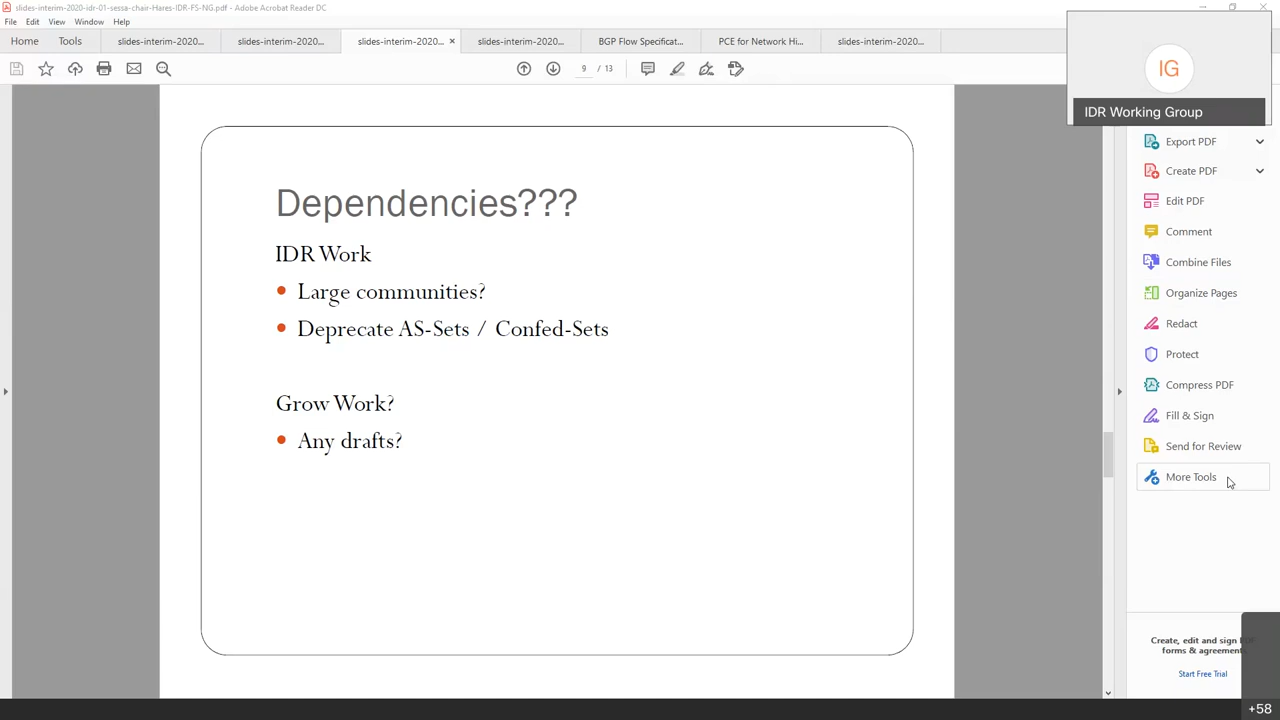 slides-interim-2020-idr-01-sessa-chair-Hares-IDR-FS-NG.pdf - Adobe Acrobat Reader DC
File Edit View Window Help
Home Tools slides-interim-2020... slides-interim-2020... slides-interim-2020... × slides-interim-2020... BGP Flow Specificat... PCE for Network Hi... slides-interim-2020...
9 / 13
IG
IDR Working Group
Dependencies???
IDR Work
• Large communities?
• Deprecate AS-Sets / Confed-Sets
Grow Work?
• Any drafts?
Export PDF
Create PDF
Edit PDF
Comment
Combine Files
Organize Pages
Redact
Protect
Compress PDF
Fill & Sign
Send for Review
More Tools
Create, edit and sign
forms & agreements
Start Free Trial
+58